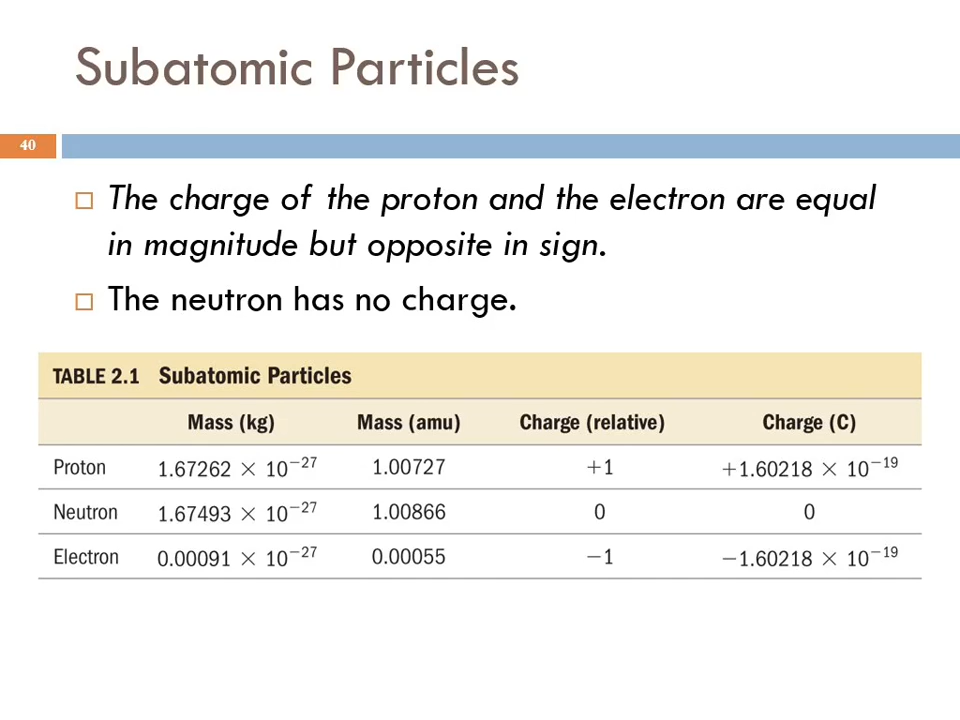 Subatomic Particles
40
The charge of the proton and the electron are equal
in magnitude but opposite in sign.
The neutron has no charge.
TABLE 2.1 Subatomic Particles
Mass (kg) Mass (amu) Charge (relative) Charge (C)
Proton 1.67262 × 10⁻²⁷ 1.00727 +1 +1.60218 × 10⁻¹⁹
Neutron 1.67493 × 10⁻²⁷ 1.00866 0 0
Electron 0.00091 × 10⁻²⁷ 0.00055 −1 −1.60218 × 10⁻¹⁹